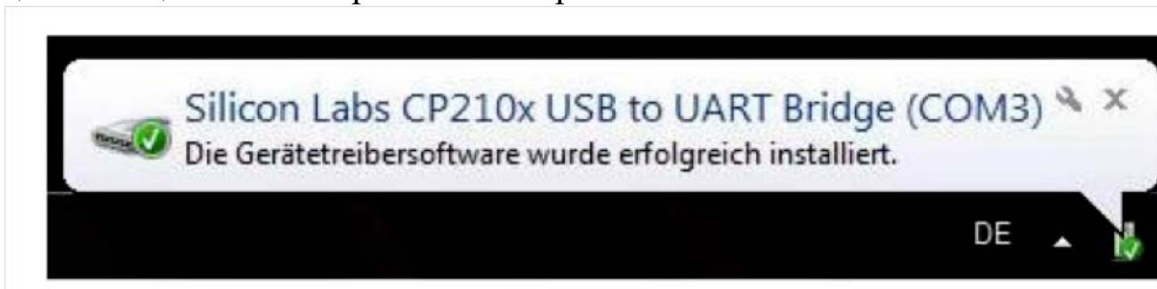 Silicon Labs CP210x USB to UART Bridge (COM3)
Die Gerätetreibersoftware wurde erfolgreich installiert.
DE